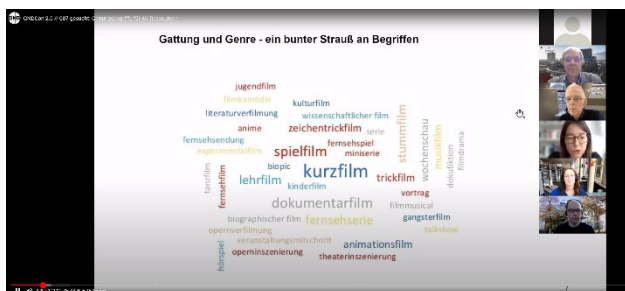 Gattung und Genre - ein bunter Strauß an Begriffen
jugendfilm
filmkomödie
kulturfilm
literaturverfilmung
wissenschaftlicher film
anime
zeichentrickfilm
serie
stummfilm
wochenschau
musikfilm
dokufiktion
filmdrama
fernsehsendung
fernsehspiel
experimentalfilm
spielfilm
miniserie
biopic
kurzfilm
trickfilm
tanzfilm
fernsehfilm
lehrfilm
kinderfilm
vortrag
dokumentarfilm
filmmusical
biographischer film
fernsehserie
gangsterfilm
opernverfilmung
talkshow
veranstaltungsmitschnitt
animationsfilm
hörspiel
operninszenierung
theaterinszenierung